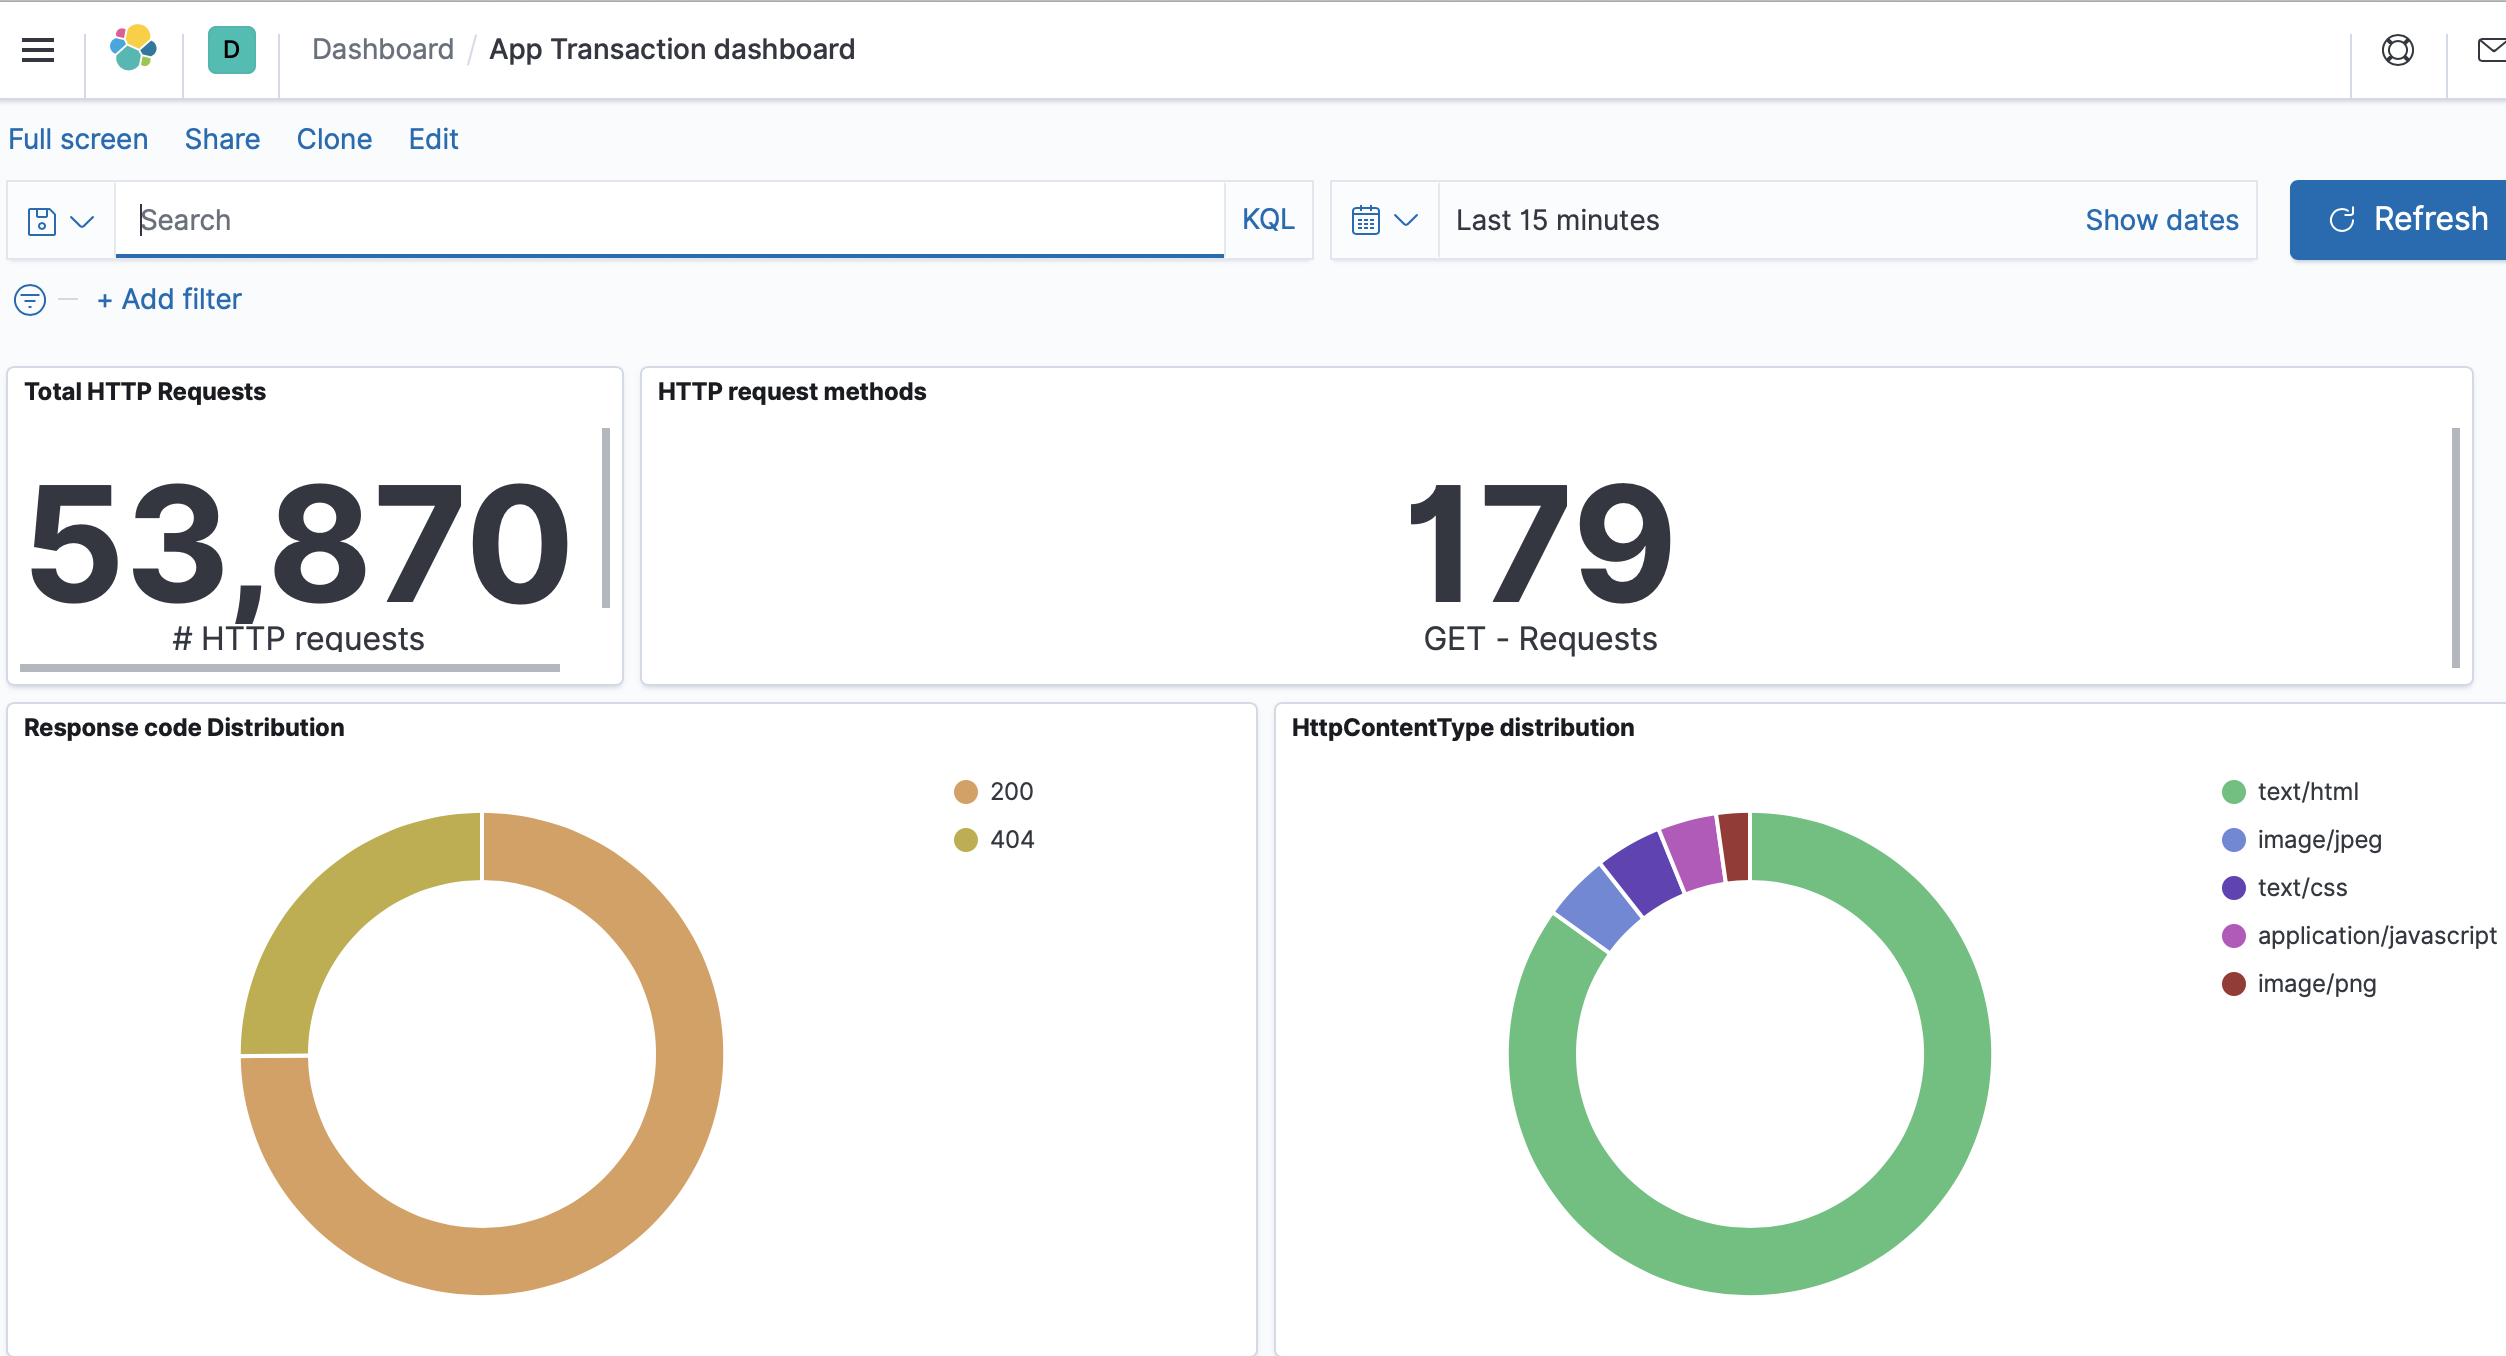 D Dashboard / App Transaction dashboard
Full screen Share Clone Edit
Search KQL Last 15 minutes Show dates Refresh
+ Add filter
Total HTTP Requests
53,870
# HTTP requests
HTTP request methods
179
GET - Requests
Response code Distribution
200
404
HttpContentType distribution
text/html
image/jpeg
text/css
application/javascript
image/png